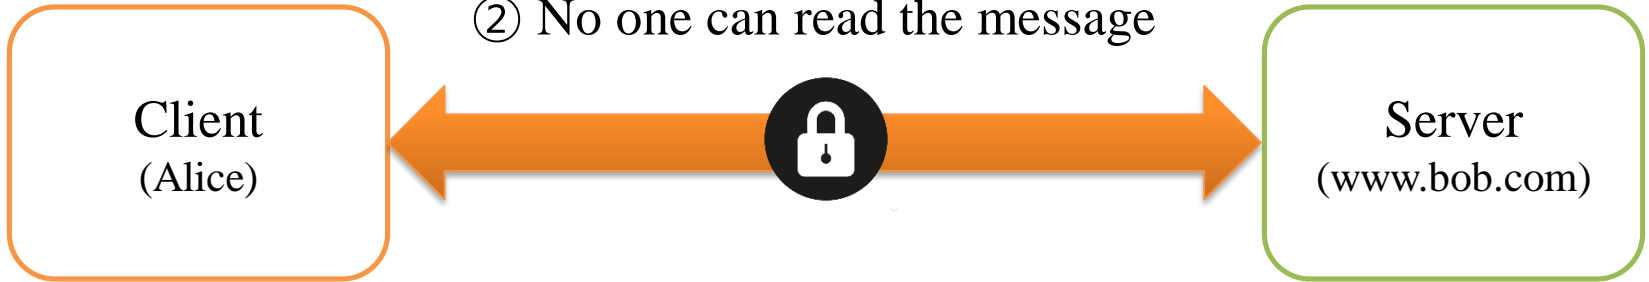 ② No one can read the message
Client
(Alice)
Server
(www.bob.com)